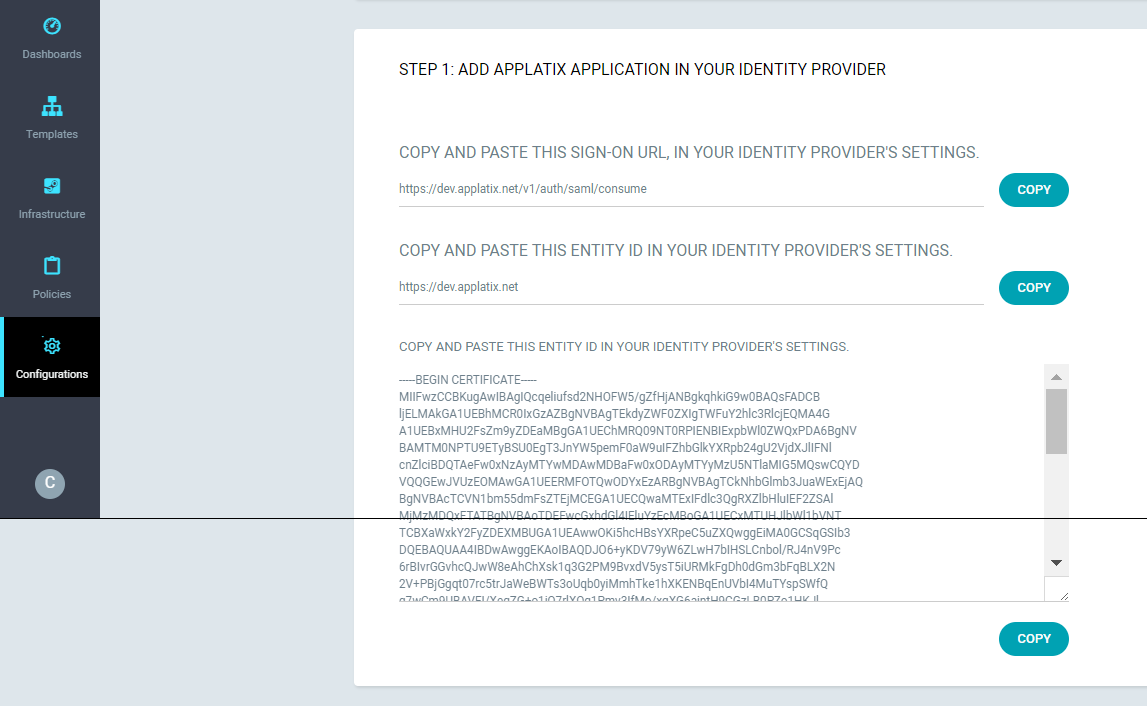 Dashboards
Templates
Infrastructure
Policies
Configurations
C
STEP 1: ADD APPLATIX APPLICATION IN YOUR IDENTITY PROVIDER
COPY AND PASTE THIS SIGN-ON URL, IN YOUR IDENTITY PROVIDER'S SETTINGS.
https://dev.applatix.net/v1/auth/saml/consume
COPY
COPY AND PASTE THIS ENTITY ID IN YOUR IDENTITY PROVIDER'S SETTINGS.
https://dev.applatix.net
COPY
COPY AND PASTE THIS ENTITY ID IN YOUR IDENTITY PROVIDER'S SETTINGS.
-----BEGIN CERTIFICATE-----
MIIFwzCCBKugAwIBAgIQcqeliufsd2NHOFW5/gZfHjANBgkqhkiG9w0BAQsFADCB
ljELMAkGA1UEBhMCR0IxGzAZBgNVBAgTEkdyZWF0ZXIgTWFuY2hlc3RlcjEQMA4G
A1UEBxMHU2FsZm9yZDEaMBgGA1UEChMRQ09NT0RPIENBIExpbWl0ZWQxPDA6BgNV
BAMTM0NPTU9ETyBSU0EgT3JnYW5pemF0aW9uIFZhbGlkYXRpb24gU2VjdXJlIFNl
cnZlciBDQTAeFw0xNzAyMTYwMDAwMDBaFw0xODAyMTYyMzU5NTlaMIG5MQswCQYD
VQQGEwJVUzEOMAwGA1UEERMFOTQwODYxEzARBgNVBAgTCkNhbGlmb3JuaWExEjAQ
BgNVBAcTCVN1bm55dmFsZTEjMCEGA1UECQwaMTExIFdlc3QgRXZlbHluIEF2ZSAl
TCBXaWxkY2FyZDEXMBUGA1UEAwwOKi5hcHBsYXRpeC5uZXQwggEiMA0GCSqGSIb3
DQEBAQUAA4IBDwAwggEKAoIBAQDJO6+yKDV79yW6ZLwH7bIHSLCnbol/RJ4nV9Pc
6rBIvrGGvhcQJwW8eAhChXsk1q3G2PM9BvxdV5ysT5iURMkFgDh0dGm3bFqBLX2N
2V+PBjGgqt07rc5trJaWeBWTs3oUqb0yiMmhTke1hXKENBqEnUVbI4MuTYspSWfQ
COPY